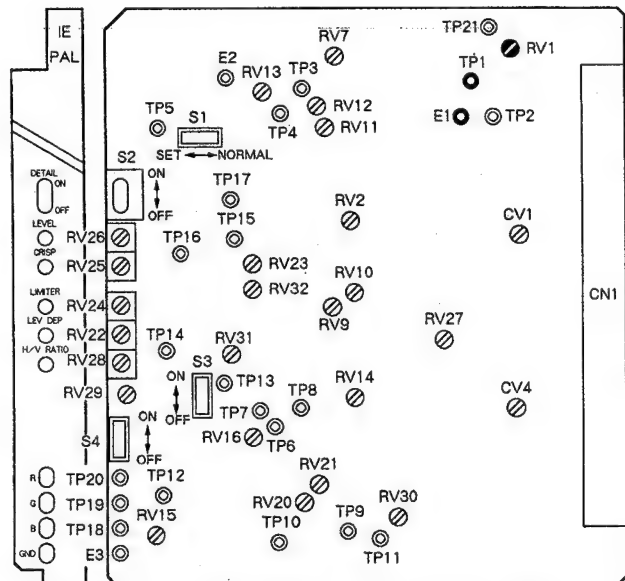 IE
PAL
TP21
RV7
RV1
TP1
E2
RV13
TP3
RV12
TP5
S1
TP4
RV11
E1
TP2
SET
NORMAL
DETAIL
ON
OFF
S2
ON
OFF
TP17
RV2
CV1
LEVEL
RV26
TP15
TP16
CRISP
RV25
RV23
RV32
RV10
CN1
LIMITER
RV24
RV9
LEV DEP
RV22
RV27
H/V RATIO
RV28
TP14
RV31
S3
RV29
ON
OFF
TP13
TP8
RV14
CV4
TP7
ON
OFF
S4
RV16
TP6
R
TP20
TP12
RV21
G
TP19
RV20
RV30
B
TP18
RV15
TP10
TP9
TP11
GND
E3